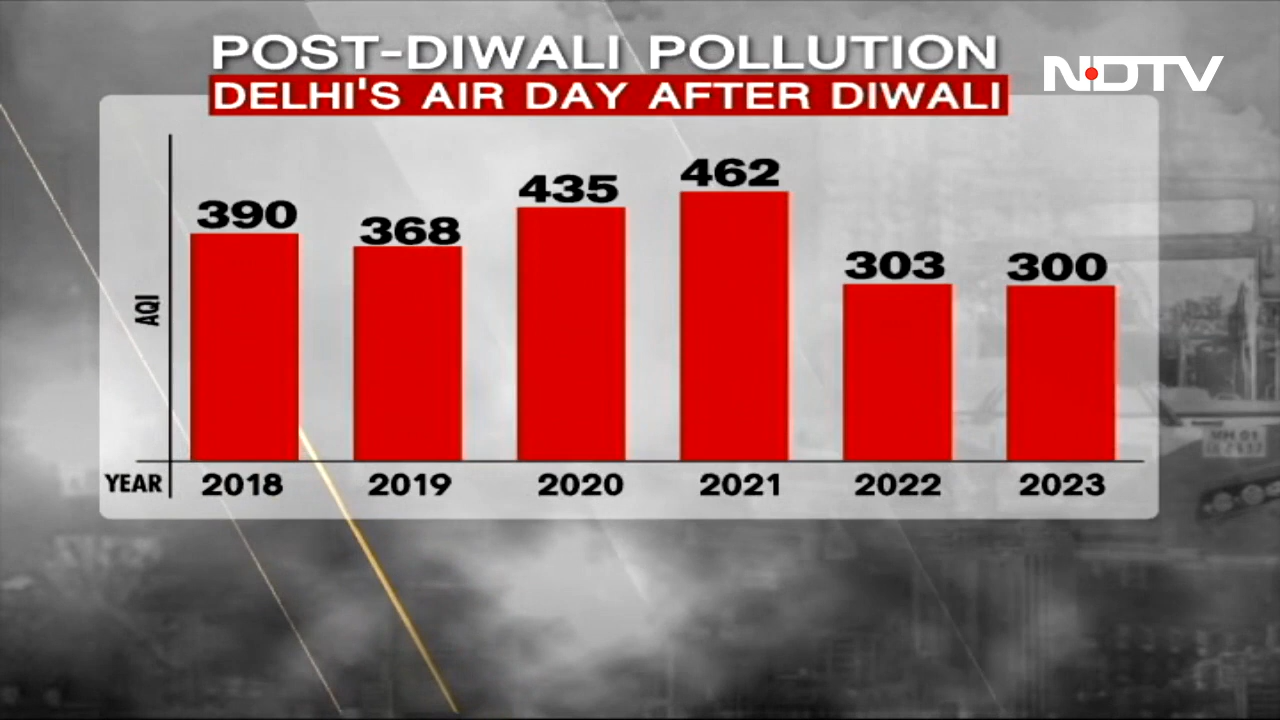 POST-DIWALI POLLUTION
NDTV
DELHI'S AIR DAY AFTER DIWALI
390
368
435
462
303
300
AQI
YEAR
2018
2019
2020
2021
2022
2023